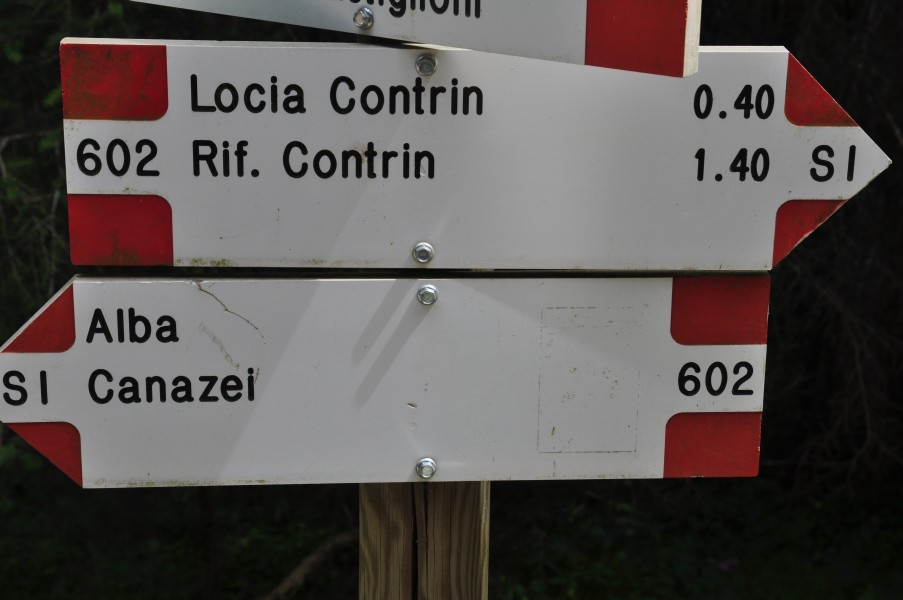 Locia Contrin 0.40
602 Rif. Contrin 1.40 SI
Alba
SI Canazei 602